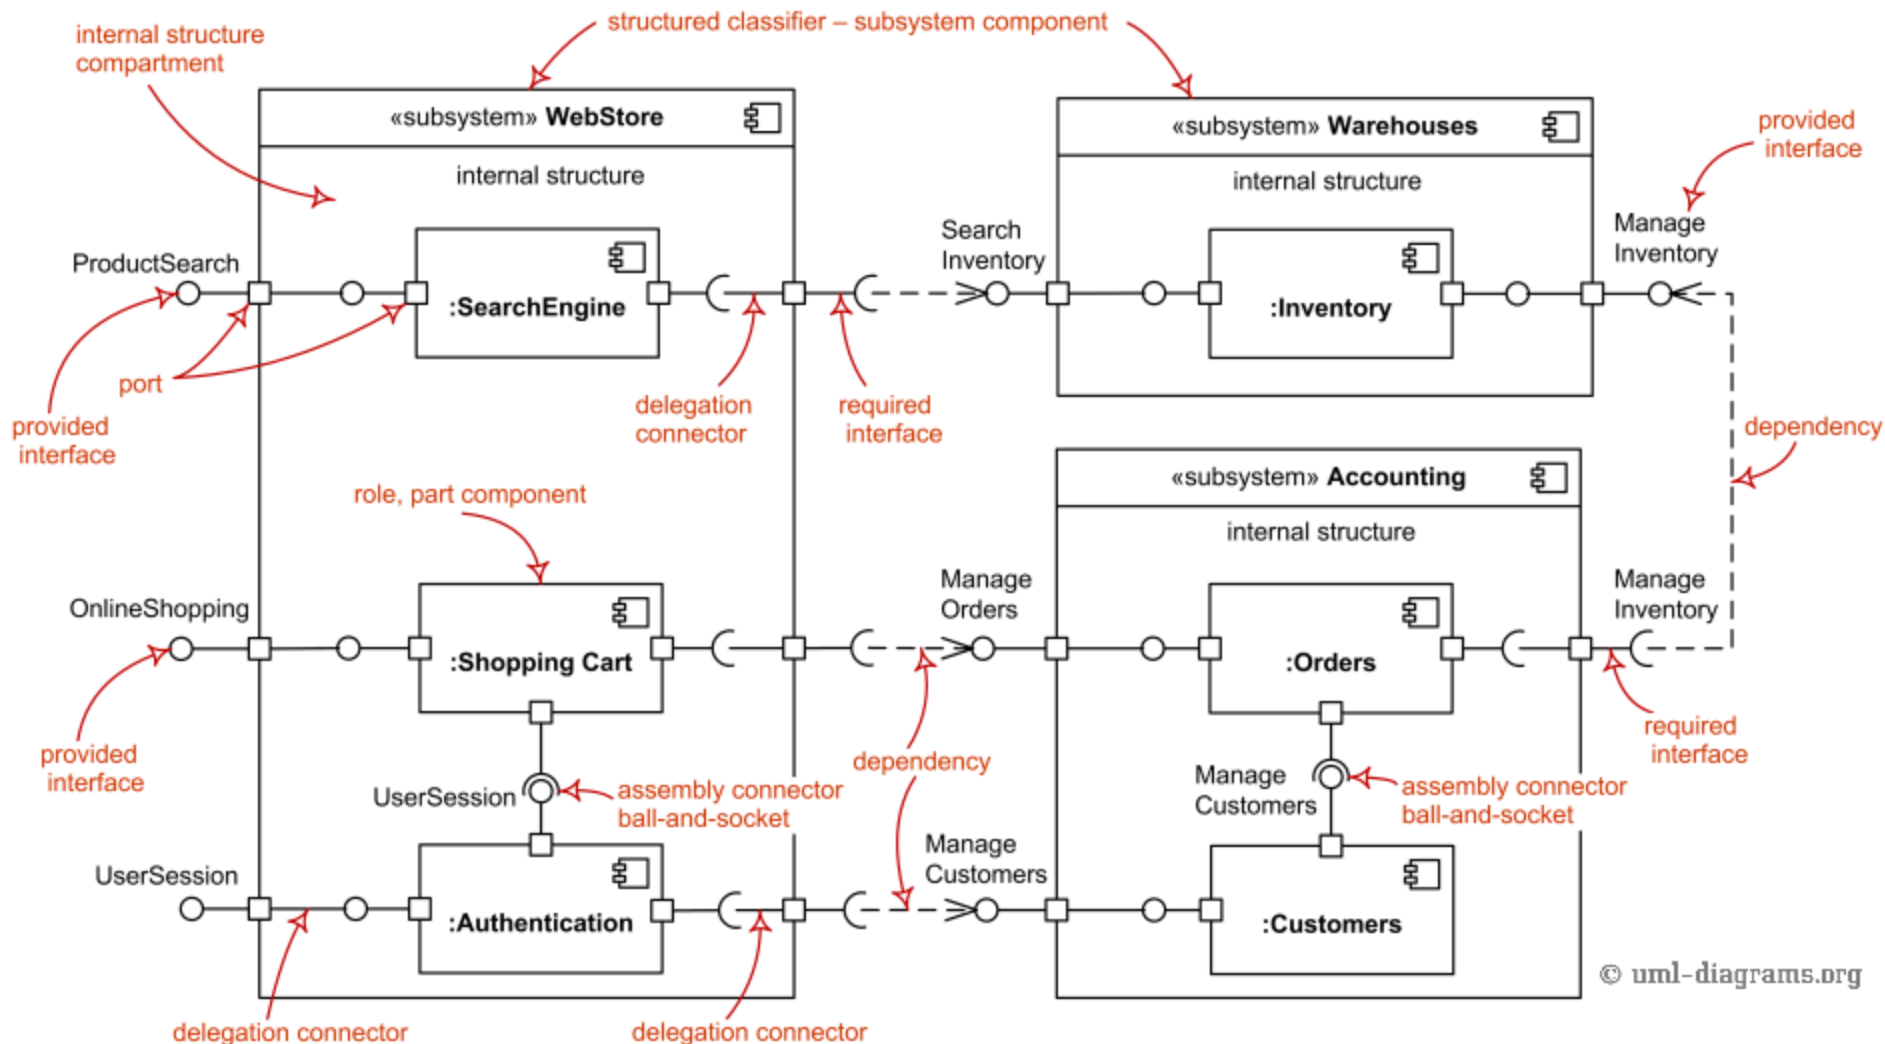 structured classifier – subsystem component
internal structure
compartment
«subsystem» WebStore
«subsystem» Warehouses
provided
interface
internal structure
internal structure
ProductSearch
Search
Inventory
Manage
Inventory
:SearchEngine
:Inventory
port
provided
interface
delegation
connector
required
interface
dependency
role, part component
«subsystem» Accounting
internal structure
OnlineShopping
Manage
Orders
Manage
Inventory
:Shopping Cart
:Orders
provided
interface
dependency
required
interface
UserSession
assembly connector
ball-and-socket
Manage
Customers
assembly connector
ball-and-socket
UserSession
Manage
Customers
:Authentication
:Customers
© uml-diagrams.org
delegation connector
delegation connector